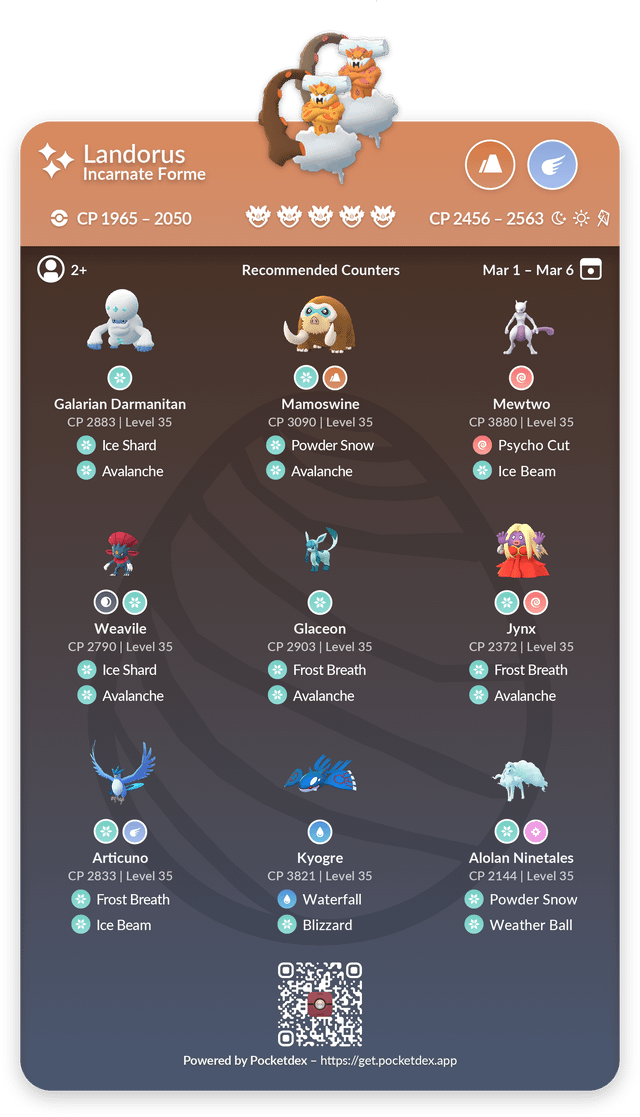 Landorus
Incarnate Forme
CP 1965 – 2050
CP 2456 – 2563
2+
Recommended Counters
Mar 1 – Mar 6
Galarian Darmanitan
CP 2883 | Level 35
Ice Shard
Avalanche
Mamoswine
CP 3090 | Level 35
Powder Snow
Avalanche
Mewtwo
CP 3880 | Level 35
Psycho Cut
Ice Beam
Weavile
CP 2790 | Level 35
Ice Shard
Avalanche
Glaceon
CP 2903 | Level 35
Frost Breath
Avalanche
Jynx
CP 2372 | Level 35
Frost Breath
Avalanche
Articuno
CP 2833 | Level 35
Frost Breath
Ice Beam
Kyogre
CP 3821 | Level 35
Waterfall
Blizzard
Alolan Ninetales
CP 2144 | Level 35
Powder Snow
Weather Ball
Powered by Pocketdex – https://get.pocketdex.app